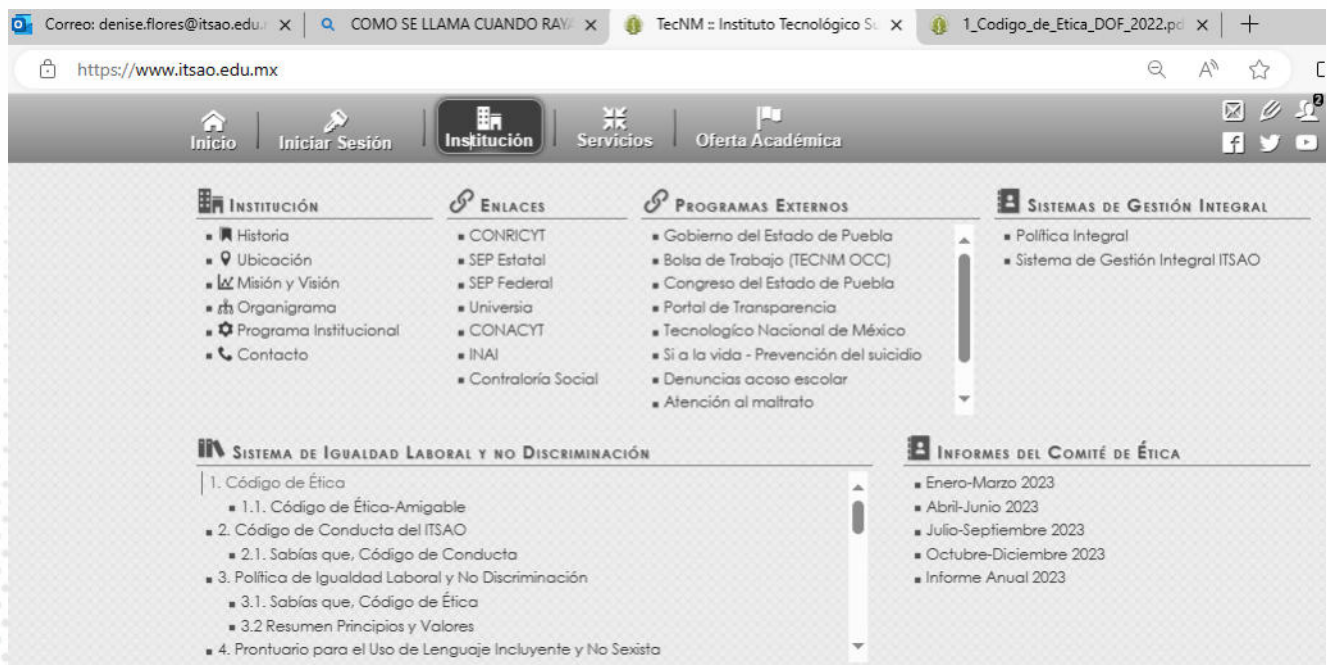 Correo: denise.flores@itsao.edu.
COMO SE LLAMA CUANDO RAYA
TecNM :: Instituto Tecnológico Su
1_Codigo_de_Etica_DOF_2022.pd
https://www.itsao.edu.mx
Inicio
Iniciar Sesión
Institución
Servicios
Oferta Académica
2
Institución
Historia
Ubicación
Misión y Visión
Organigrama
Programa Institucional
Contacto
Enlaces
CONRICYT
SEP Estatal
SEP Federal
Universia
CONACYT
INAI
Contraloría Social
Programas Externos
Gobierno del Estado de Puebla
Bolsa de Trabajo (TECNM OCC)
Congreso del Estado de Puebla
Portal de Transparencia
Tecnologíco Nacional de México
Si a la vida - Prevención del suicidio
Denuncias acoso escolar
Atención al maltrato
Sistemas de Gestión Integral
Política Integral
Sistema de Gestión Integral ITSAO
Sistema de Igualdad Laboral y no Discriminación
1. Código de Ética
1.1. Código de Ética-Amigable
2. Código de Conducta del ITSAO
2.1. Sabías que, Código de Conducta
3. Política de Igualdad Laboral y No Discriminación
3.1. Sabías que, Código de Ética
3.2 Resumen Principios y Valores
4. Prontuario para el Uso de Lenguaje Incluyente y No Sexista
Informes del Comité de Ética
Enero-Marzo 2023
Abril-Junio 2023
Julio-Septiembre 2023
Octubre-Diciembre 2023
Informe Anual 2023